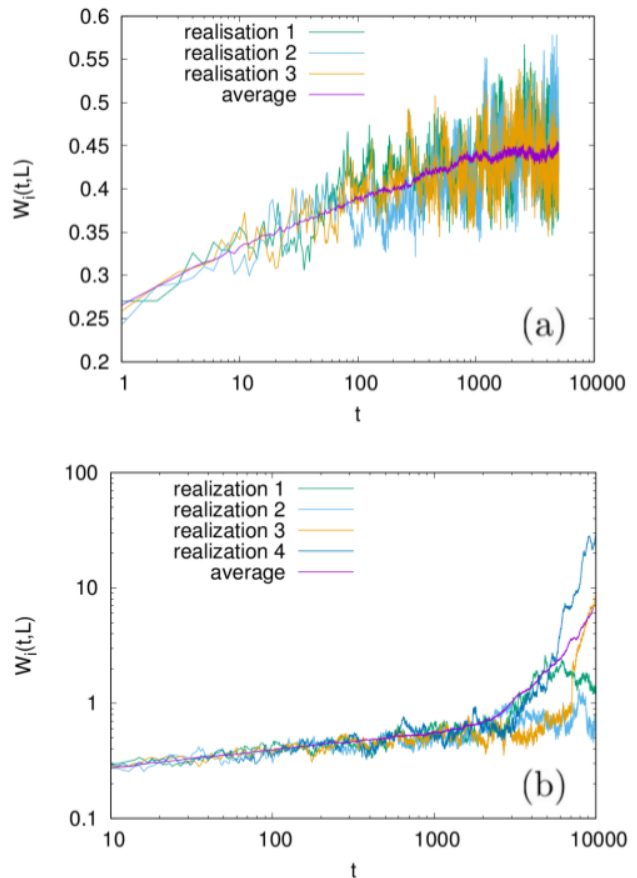 0.6
0.55
0.5
0.45
0.4
0.35
0.3
0.25
0.2
W_i(t,L)
realisation 1
realisation 2
realisation 3
average
(a)
1 10 100 1000 10000
t
100
10
1
0.1
W_i(t,L)
realization 1
realization 2
realization 3
realization 4
average
(b)
10 100 1000 10000
t